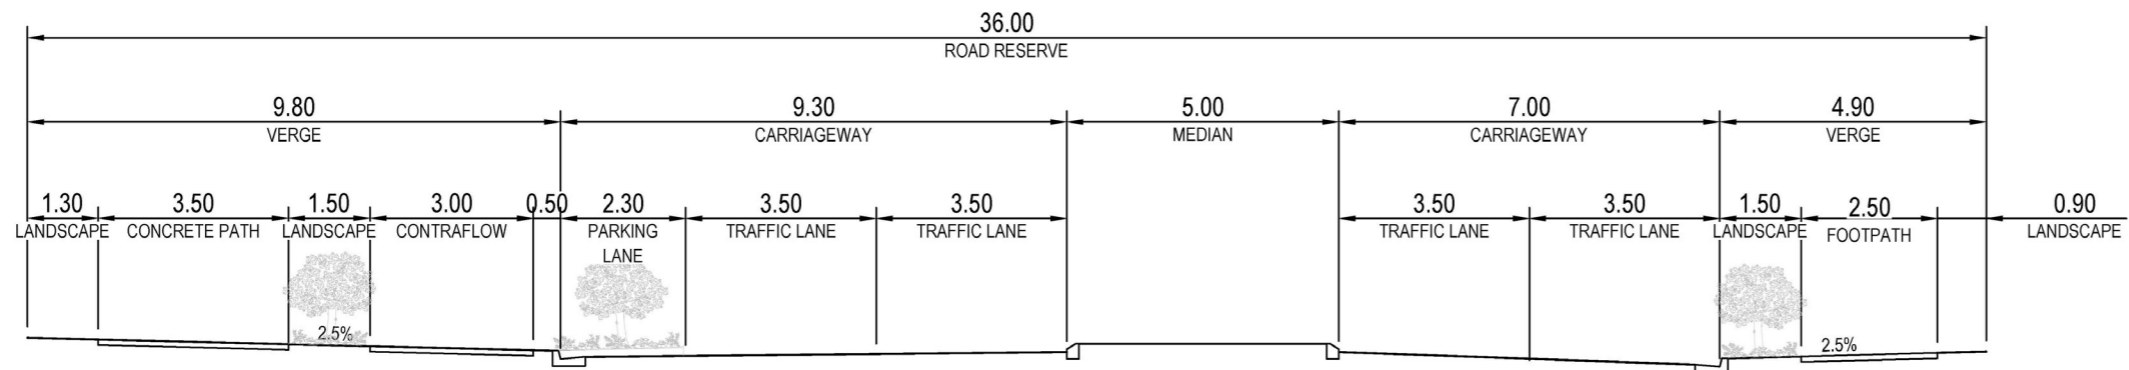 36.00
ROAD RESERVE
9.80 9.30 5.00 7.00 4.90
VERGE CARRIAGEWAY MEDIAN CARRIAGEWAY VERGE
1.30 3.50 1.50 3.00 0.50 2.30 3.50 3.50 3.50 3.50 1.50 2.50 0.90
LANDSCAPE CONCRETE PATH LANDSCAPE CONTRAFLOW PARKING TRAFFIC LANE TRAFFIC LANE TRAFFIC LANE TRAFFIC LANE LANDSCAPE FOOTPATH LANDSCAPE
LANE
2.5% 2.5%